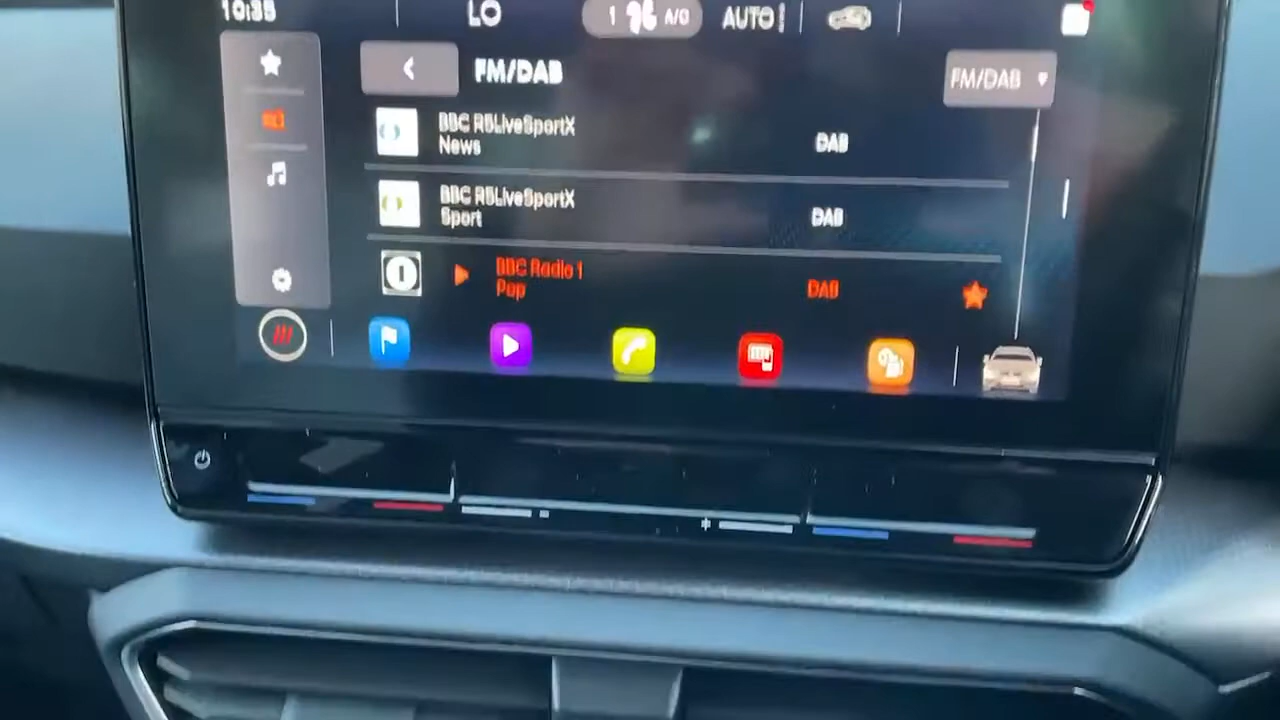 10:35
LO
1 A/C
AUTO
FM/DAB
FM/DAB
BBC R5LiveSportX
News
DAB
BBC R5LiveSportX
Sport
DAB
BBC Radio 1
Pop
DAB